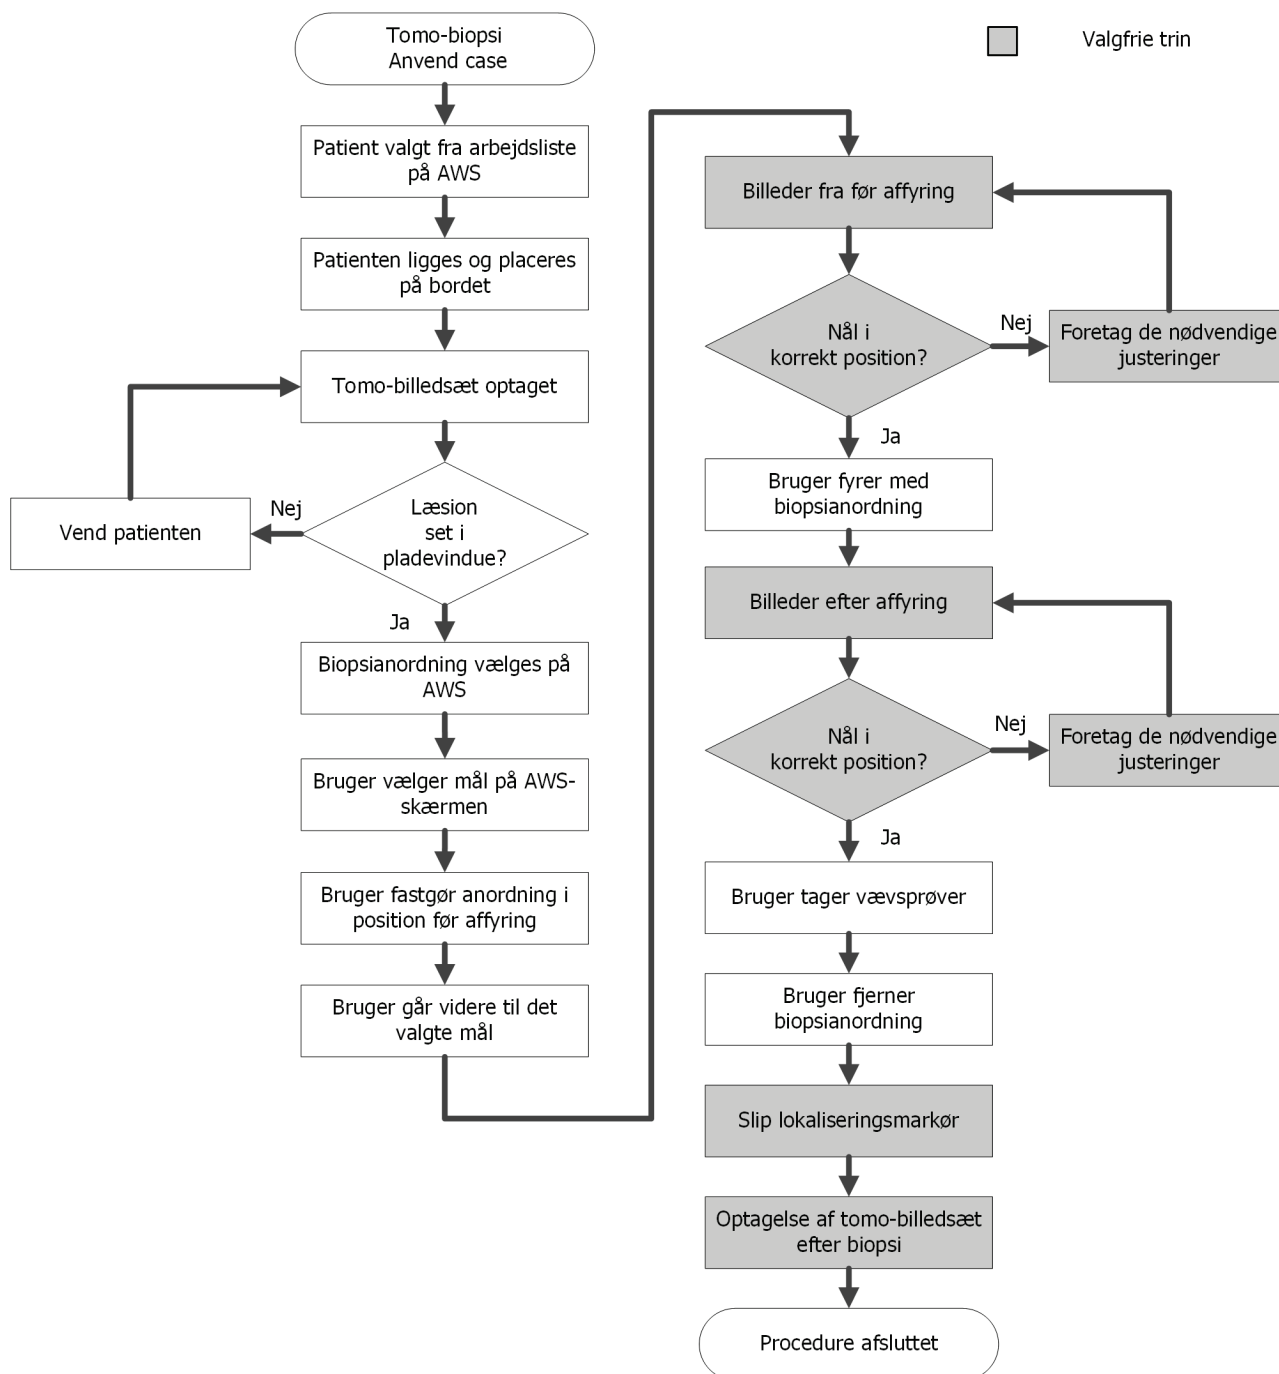 Tomo-biopsi
Anvend case
Valgfrie trin
Patient valgt fra arbejdsliste
på AWS
Patienten ligges og placeres
på bordet
Tomo-billedsæt optaget
Læsion
set i
pladevindue?
Nej
Vend patienten
Ja
Biopsianordning vælges på
AWS
Bruger vælger mål på AWS-
skærmen
Bruger fastgør anordning i
position før affyring
Bruger går videre til det
valgte mål
Billeder fra før affyring
Nål i
korrekt position?
Nej
Foretag de nødvendige
justeringer
Ja
Bruger fyrer med
biopsianordning
Billeder efter affyring
Nål i
korrekt position?
Nej
Foretag de nødvendige
justeringer
Ja
Bruger tager vævsprøver
Bruger fjerner
biopsianordning
Slip lokaliseringsmarkør
Optagelse af tomo-billedsæt
efter biopsi
Procedure afsluttet